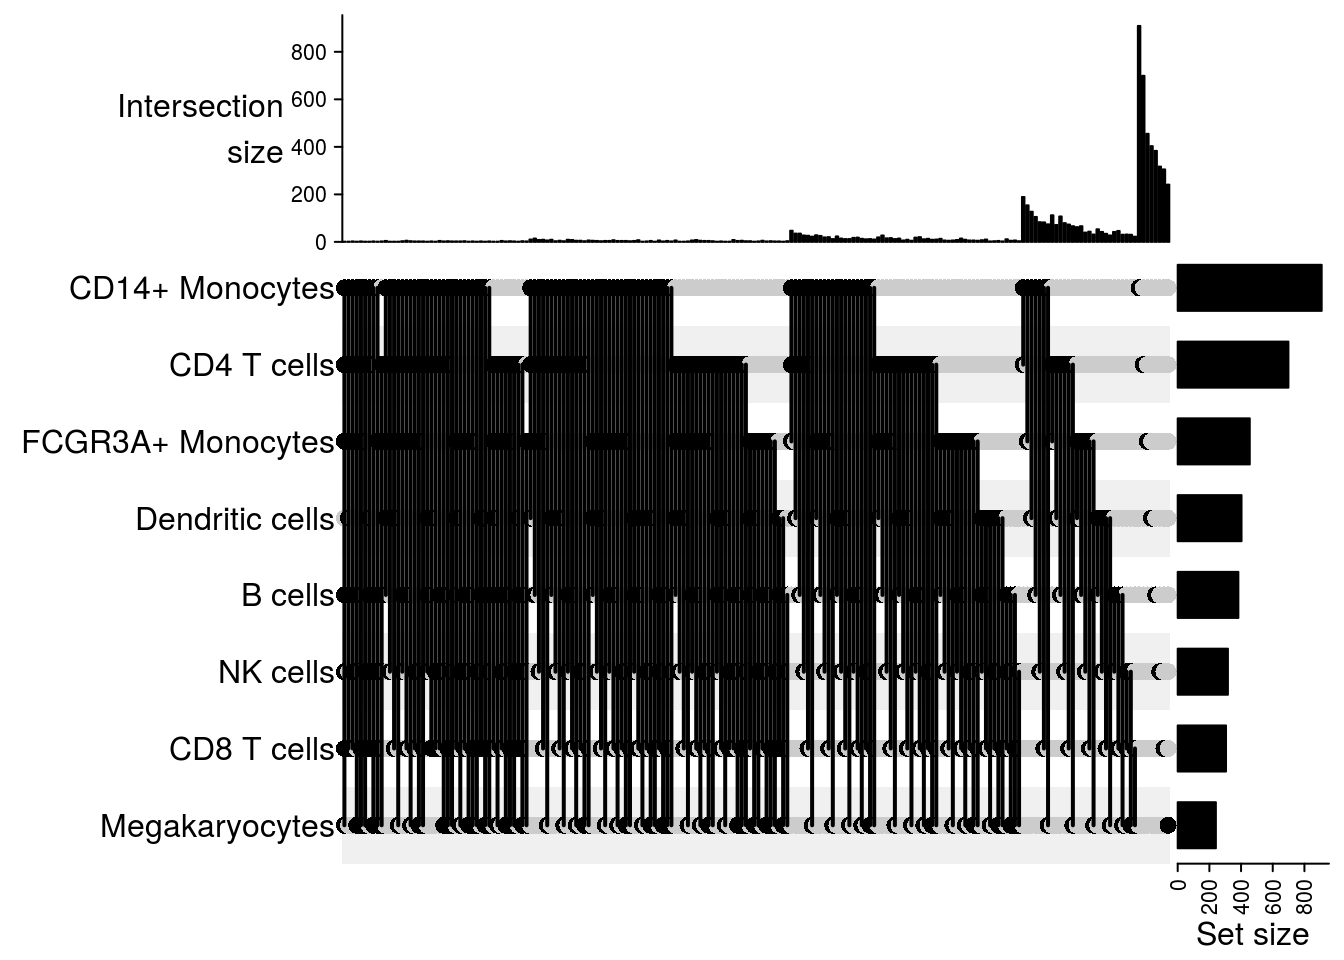 800
600
400
200
0
Intersection
size
CD14+ Monocytes
CD4 T cells
FCGR3A+ Monocytes
Dendritic cells
B cells
NK cells
CD8 T cells
Megakaryocytes
0
200
400
600
800
Set size